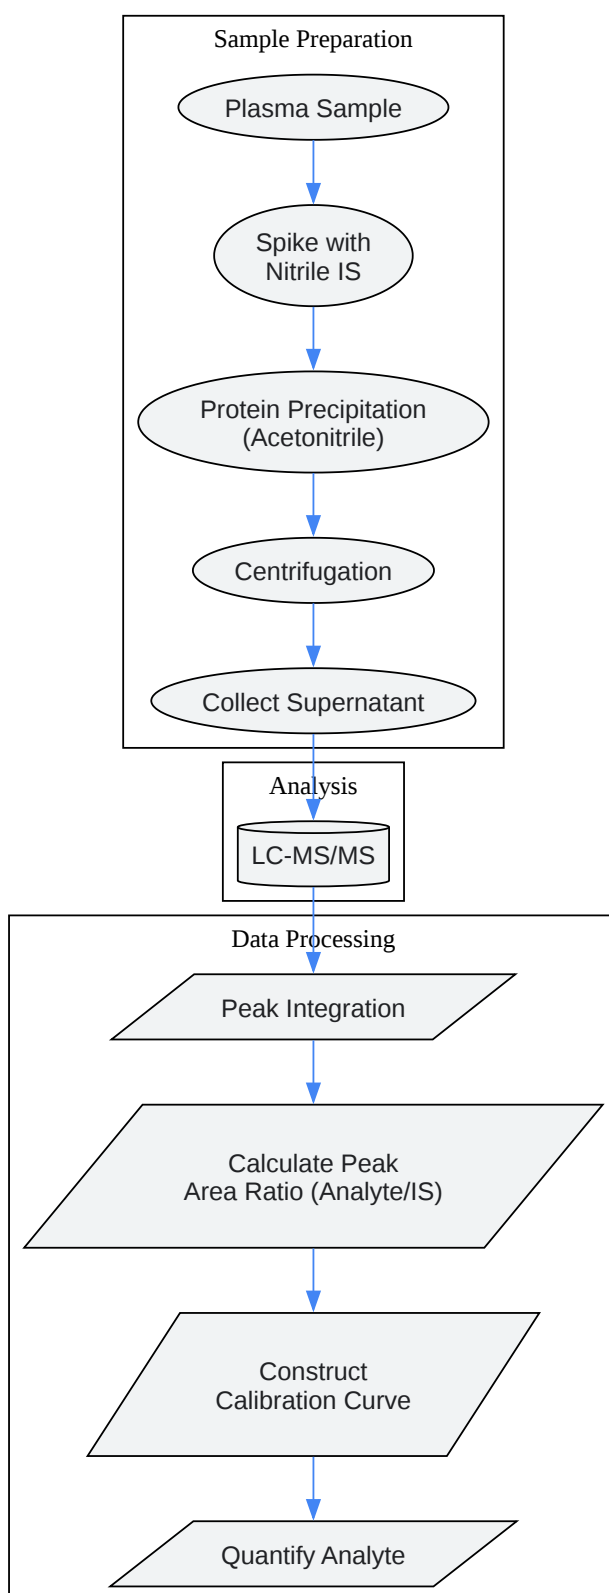 Sample Preparation
Plasma Sample
Spike with
Nitrile IS
Protein Precipitation
(Acetonitrile)
Centrifugation
Collect Supernatant
Analysis
LC-MS/MS
Data Processing
Peak Integration
Calculate Peak
Area Ratio (Analyte/IS)
Construct
Calibration Curve
Quantify Analyte